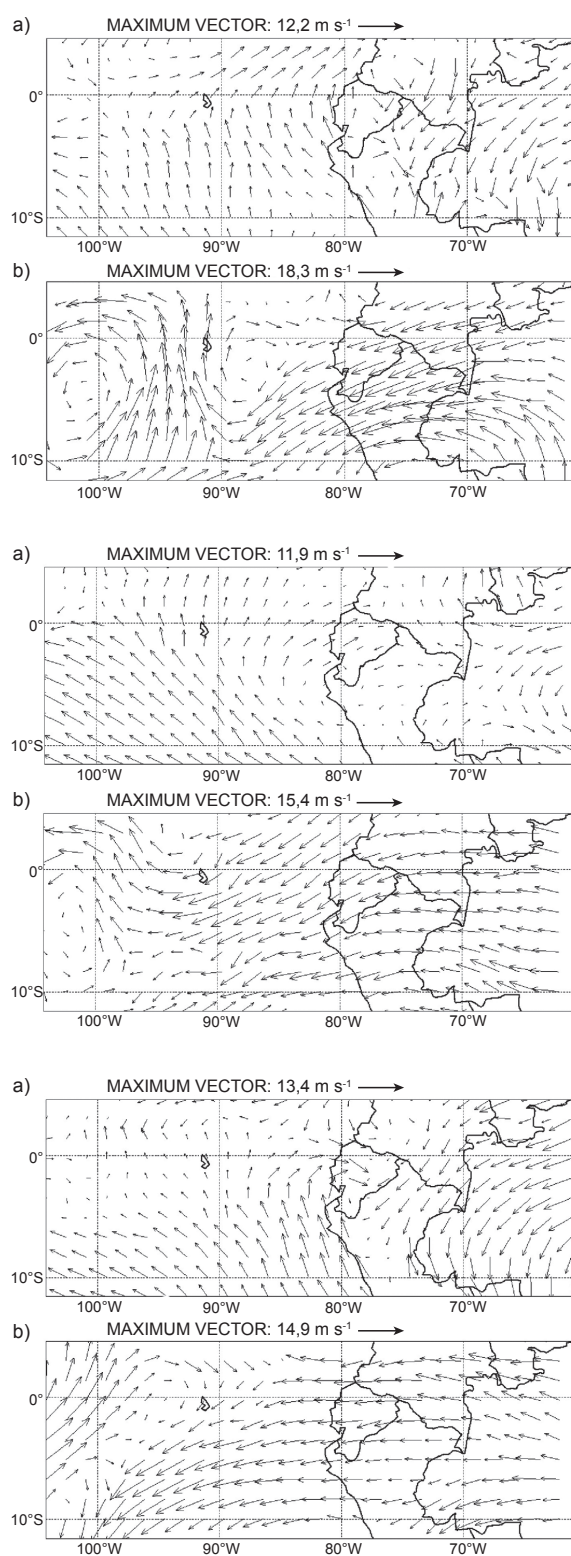 a)
MAXIMUM VECTOR: 12,2 m s-1
0°
10°S
100°W 90°W 80°W 70°W
b)
MAXIMUM VECTOR: 18,3 m s-1
0°
10°S
100°W 90°W 80°W 70°W
a)
MAXIMUM VECTOR: 11,9 m s-1
0°
10°S
100°W 90°W 80°W 70°W
b)
MAXIMUM VECTOR: 15,4 m s-1
0°
10°S
100°W 90°W 80°W 70°W
a)
MAXIMUM VECTOR: 13,4 m s-1
0°
10°S
100°W 90°W 80°W 70°W
b)
MAXIMUM VECTOR: 14,9 m s-1
0°
10°S
100°W 90°W 80°W 70°W